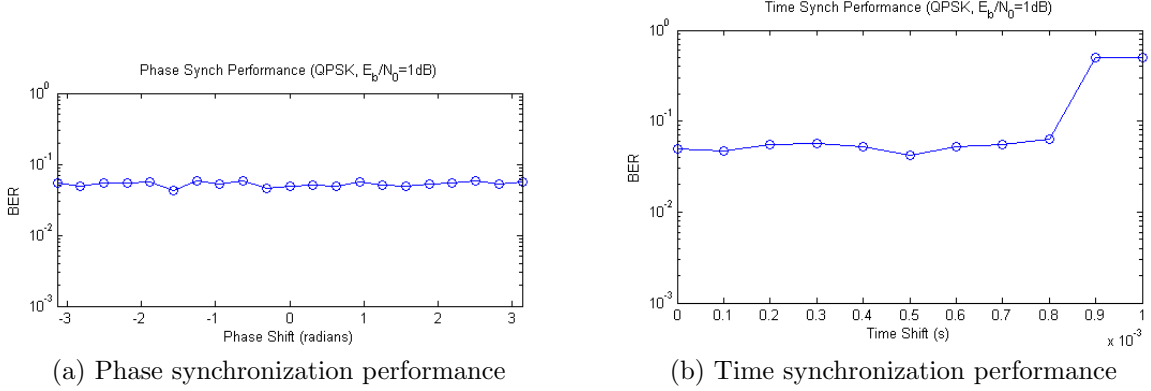 Phase Synch Performance (QPSK, E_b/N_0=1dB)
10^0
10^-1
10^-2
10^-3
BER
-3 -2 -1 0 1 2 3
Phase Shift (radians)
(a) Phase synchronization performance
Time Synch Performance (QPSK, E_b/N_0=1dB)
10^0
10^-1
10^-2
10^-3
BER
0 0.1 0.2 0.3 0.4 0.5 0.6 0.7 0.8 0.9 1
Time Shift (s)
x 10^-3
(b) Time synchronization performance